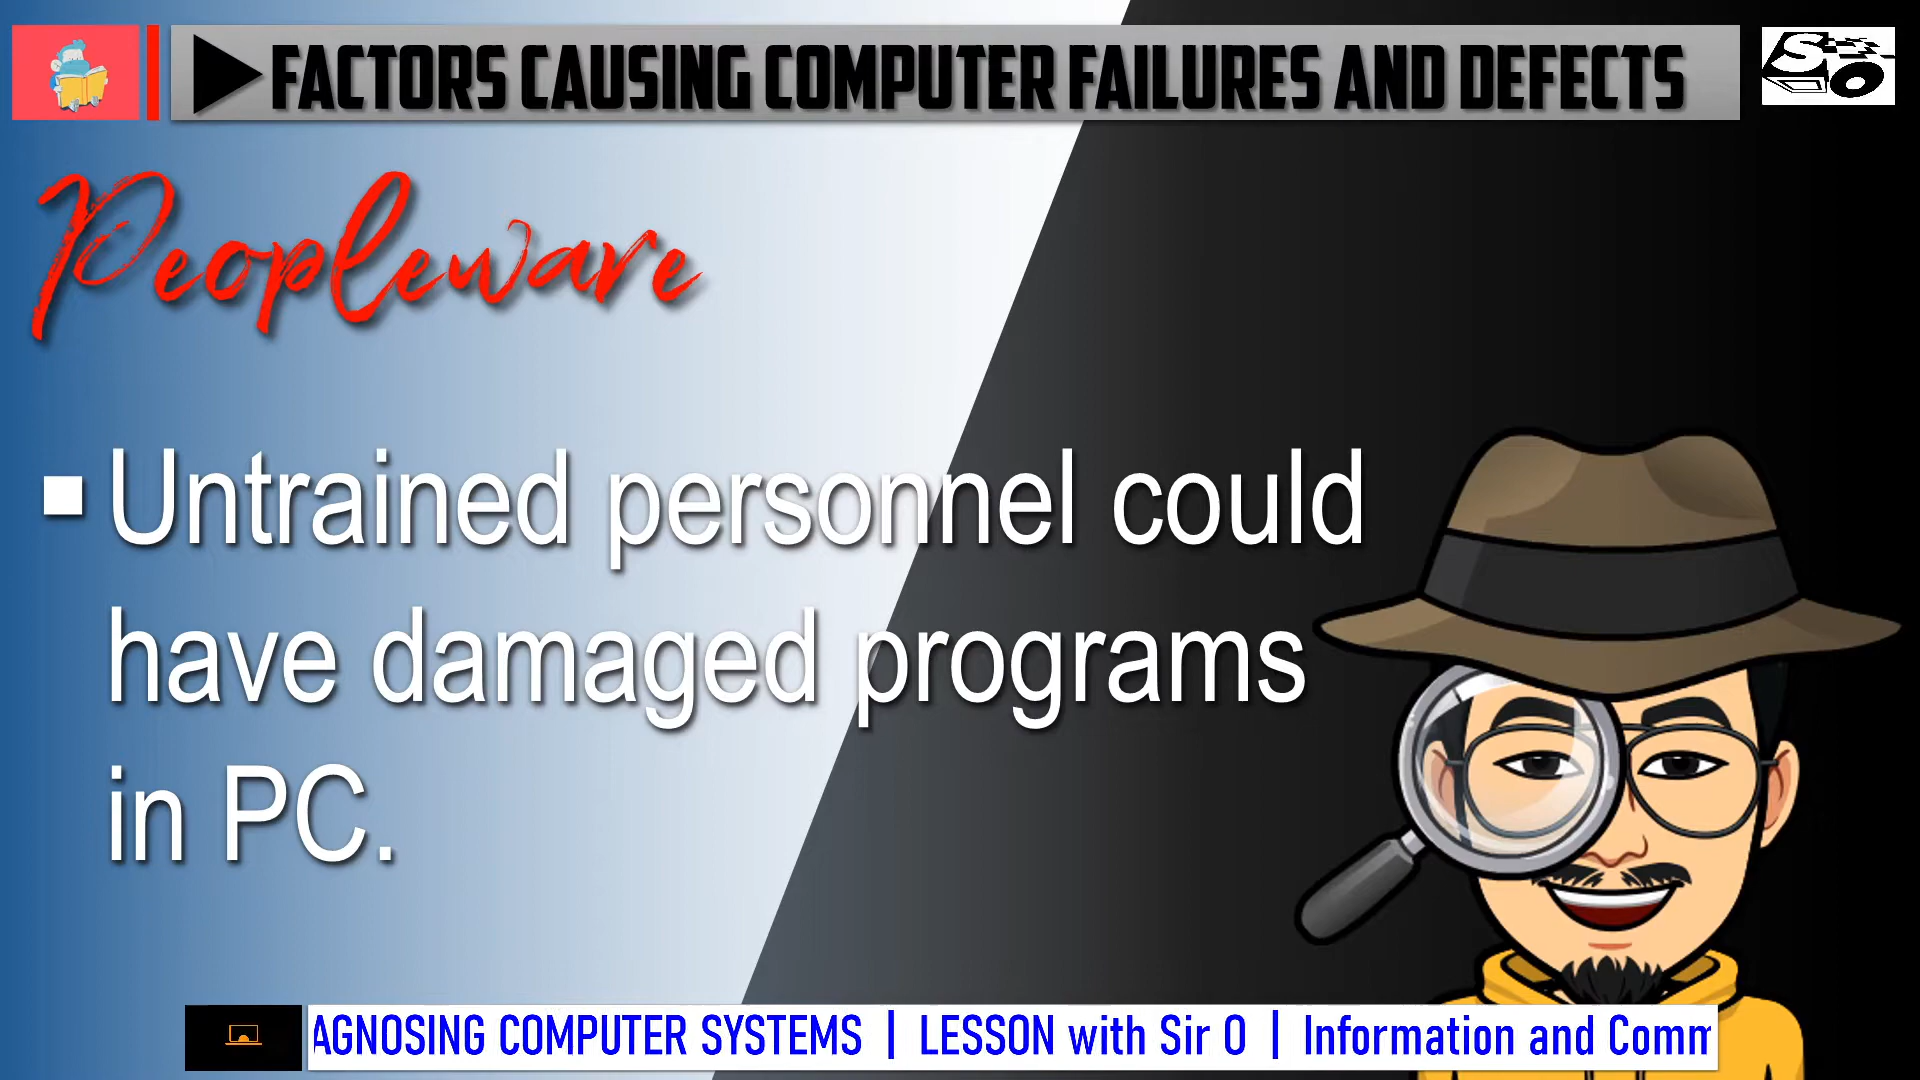 FACTORS CAUSING COMPUTER FAILURES AND DEFECTS
SO
Peopleware
▪ Untrained personnel could
have damaged programs
in PC.
AGNOSING COMPUTER SYSTEMS | LESSON with Sir O | Information and Comm